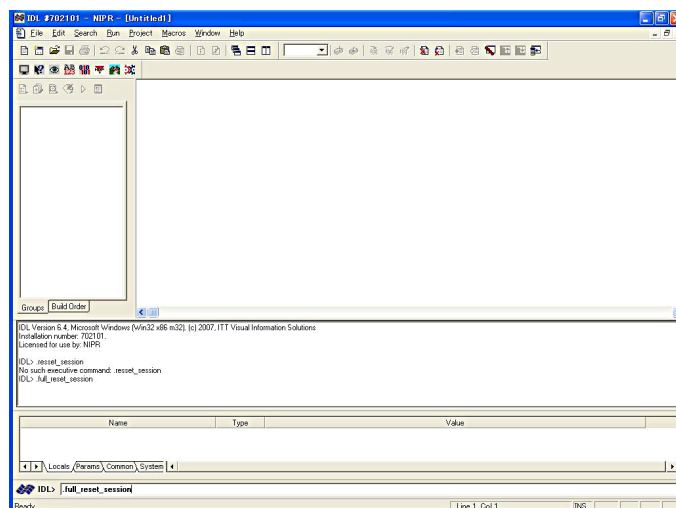 IDL #702101 - NIPR - [Untitled1]
File Edit Search Run Project Macros Window Help
Groups Build Order
IDL Version 6.4, Microsoft Windows (Win32 x86 m32). (c) 2007, ITT Visual Information Solutions
Installation number: 702101.
Licensed for use by: NIPR
IDL> .resset_session
No such executive command: .resset_session
IDL> .full_reset_session
Name Type Value
Locals Params Common System
IDL> .full_reset_session
Ready Line 1, Col 1 INS